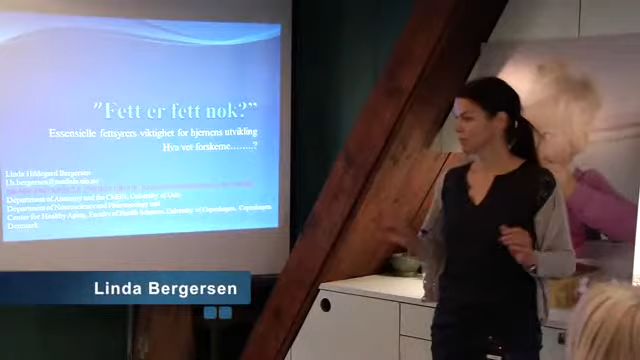 "Fett er fett nok?"
Essensielle fettsyrers viktighet for hjernens utvikling
Hva vet forskerne........?
Linda Hildegard Bergersen
Department of Anatomy and the CMBN, University of Oslo
Department of Neuroscience and Pharmacology and
Center for Healthy Aging, Faculty of Health Sciences, University of Copenhagen, Copenhagen
Denmark
Linda Bergersen